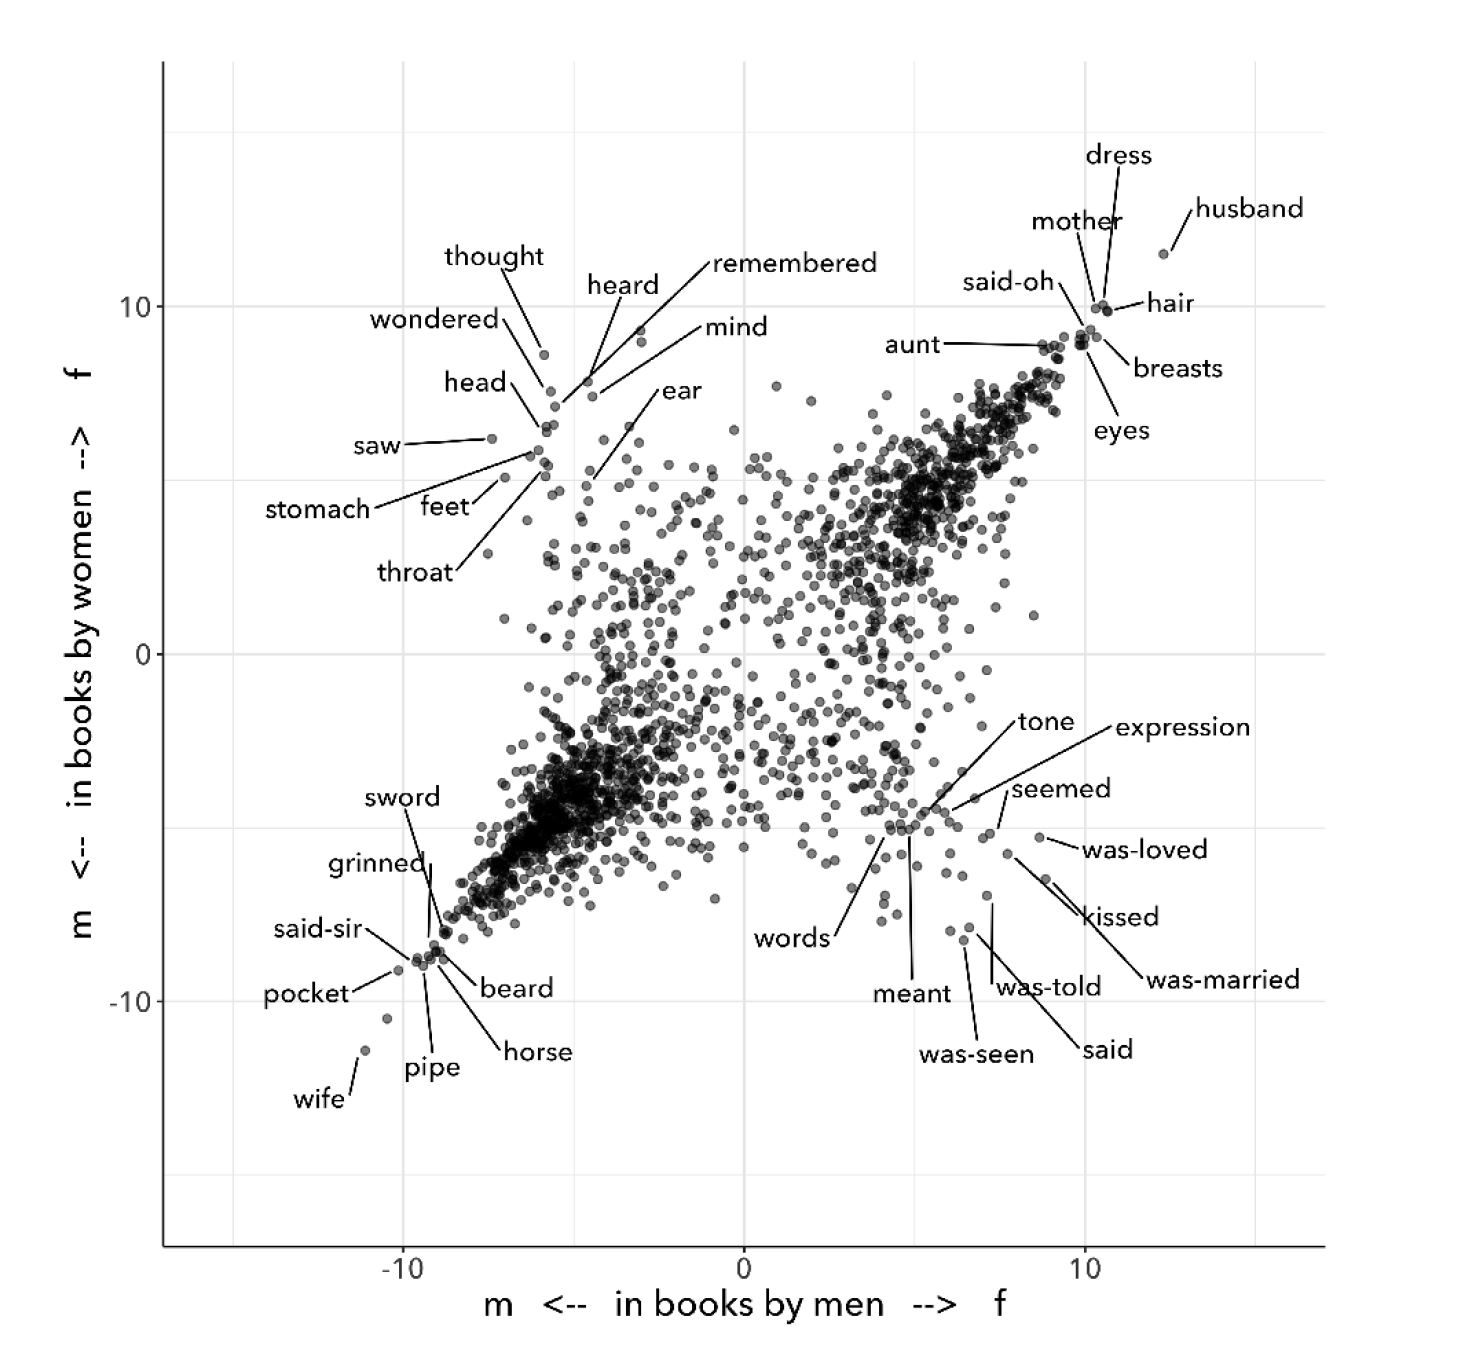 dress
husband
mother
thought
remembered
said-oh
heard
hair
10
wondered
mind
aunt
breasts
head
ear
eyes
saw
stomach
feet
throat
0
tone
expression
seemed
sword
was-loved
grinned
kissed
said-sir
words
was-married
beard
meant
was-told
pocket
-10
horse
said
was-seen
pipe
wife
m <-- in books by women --> f
-10 0 10
m <-- in books by men --> f